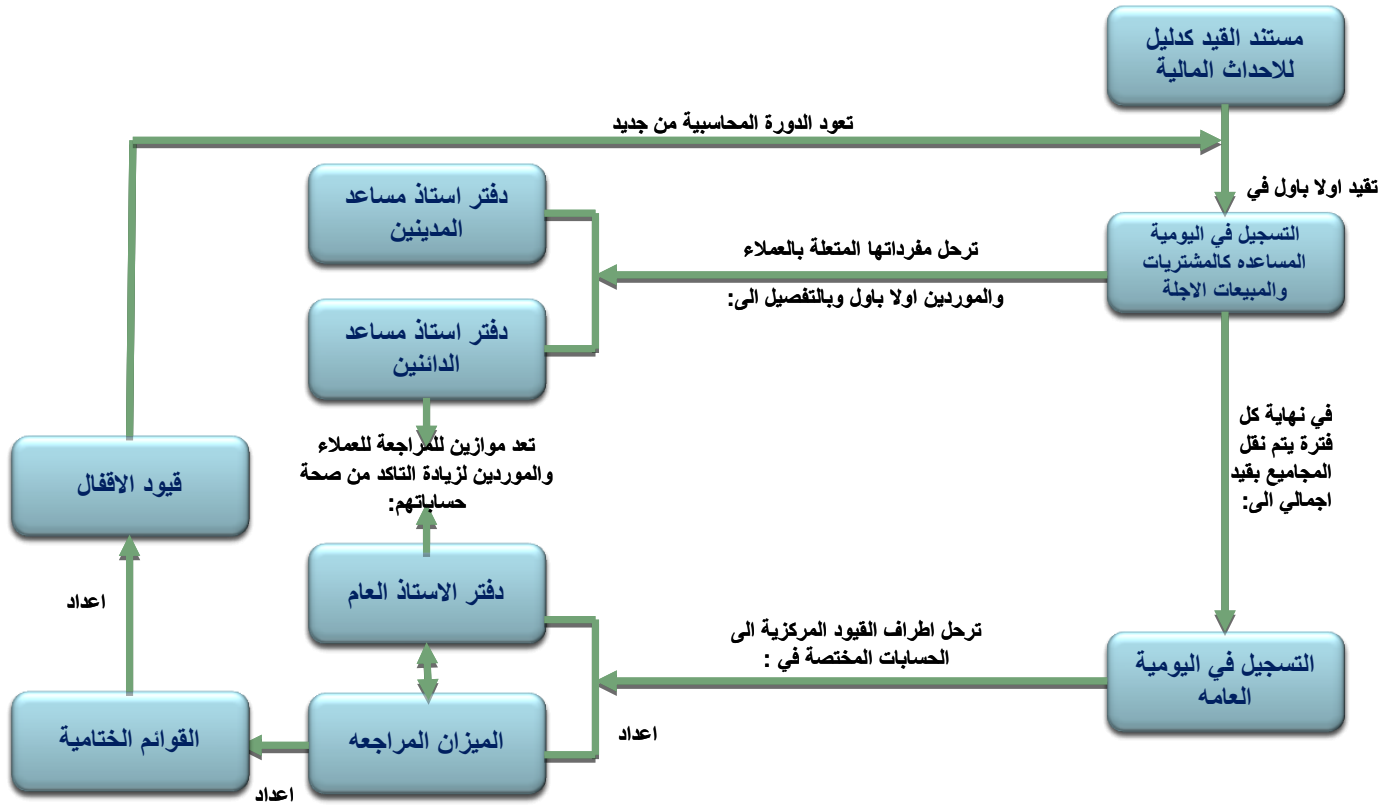 مستند القيد كدليل
للاحداث المالية
تعود الدورة المحاسبية من جديد
تقيد اولا باول في
التسجيل في اليومية
المساعده كالمشتريات
والمبيعات الاجلة
ترحل مفرداتها المتعلة بالعملاء
والموردين اولا باول وبالتفصيل الى:
دفتر استاذ مساعد
المدينين
دفتر استاذ مساعد
الدائنين
تعد موازين للمراجعة للعملاء
والموردين لزيادة التاكد من صحة
حساباتهم:
في نهاية كل
فترة يتم نقل
المجاميع بقيد
اجمالي الى:
التسجيل في اليومية
العامه
ترحل اطراف القيود المركزية الى
الحسابات المختصة في :
اعداد
دفتر الاستاذ العام
الميزان المراجعه
اعداد
القوائم الختامية
اعداد
قيود الاقفال